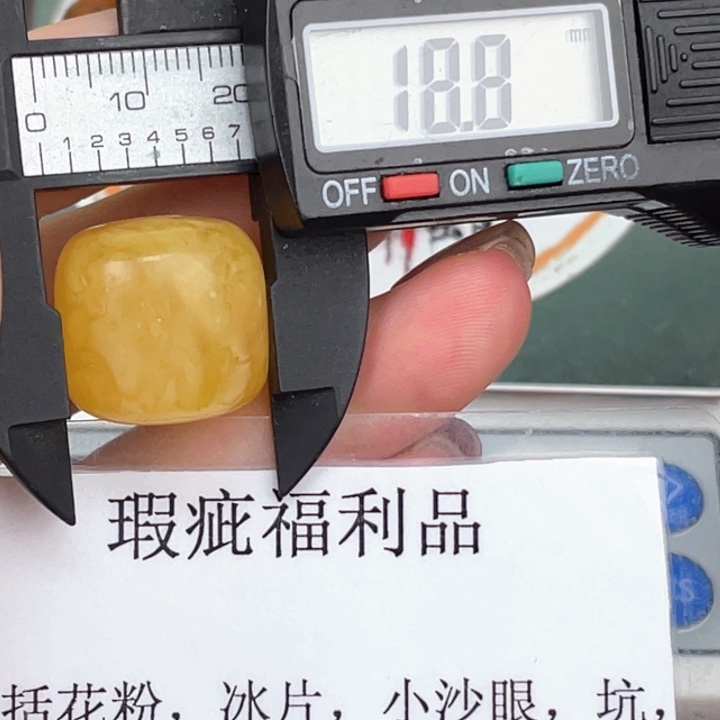 18.8 mm
0 10 20
1 2 3 4 5 6 7
OFF ON ZERO
瑕疵福利品
括花粉，冰片，小沙眼，坑，